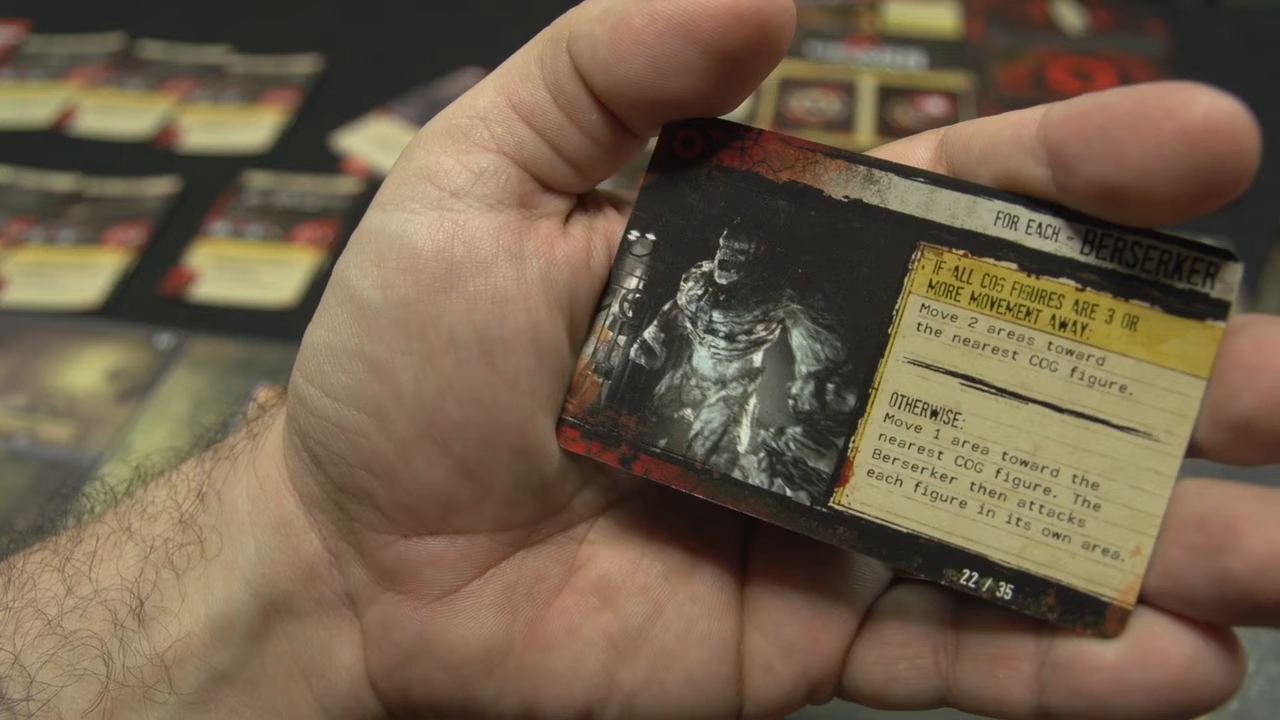 FOR EACH - BERSERKER
IF ALL COG FIGURES ARE 3 OR
MORE MOVEMENT AWAY:
Move 2 areas toward
the nearest COG figure.
OTHERWISE:
Move 1 area toward the
nearest COG figure. The
Berserker then attacks
each figure in its own area.
22 / 35